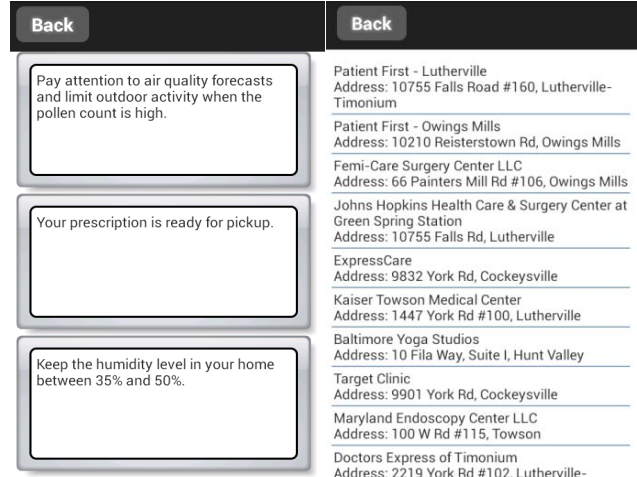 Back
Pay attention to air quality forecasts
and limit outdoor activity when the
pollen count is high.
Your prescription is ready for pickup.
Keep the humidity level in your home
between 35% and 50%.
Back
Patient First - Lutherville
Address: 10755 Falls Road #160, Lutherville-
Timonium
Patient First - Owings Mills
Address: 10210 Reisterstown Rd, Owings Mills
Femi-Care Surgery Center LLC
Address: 66 Painters Mill Rd #106, Owings Mills
Johns Hopkins Health Care & Surgery Center at
Green Spring Station
Address: 10755 Falls Rd, Lutherville
ExpressCare
Address: 9832 York Rd, Cockeysville
Kaiser Towson Medical Center
Address: 1447 York Rd #100, Lutherville
Baltimore Yoga Studios
Address: 10 Fila Way, Suite I, Hunt Valley
Target Clinic
Address: 9901 York Rd, Cockeysville
Maryland Endoscopy Center LLC
Address: 100 W Rd #115, Towson
Doctors Express of Timonium
Address: 2219 York Rd #102, Lutherville-